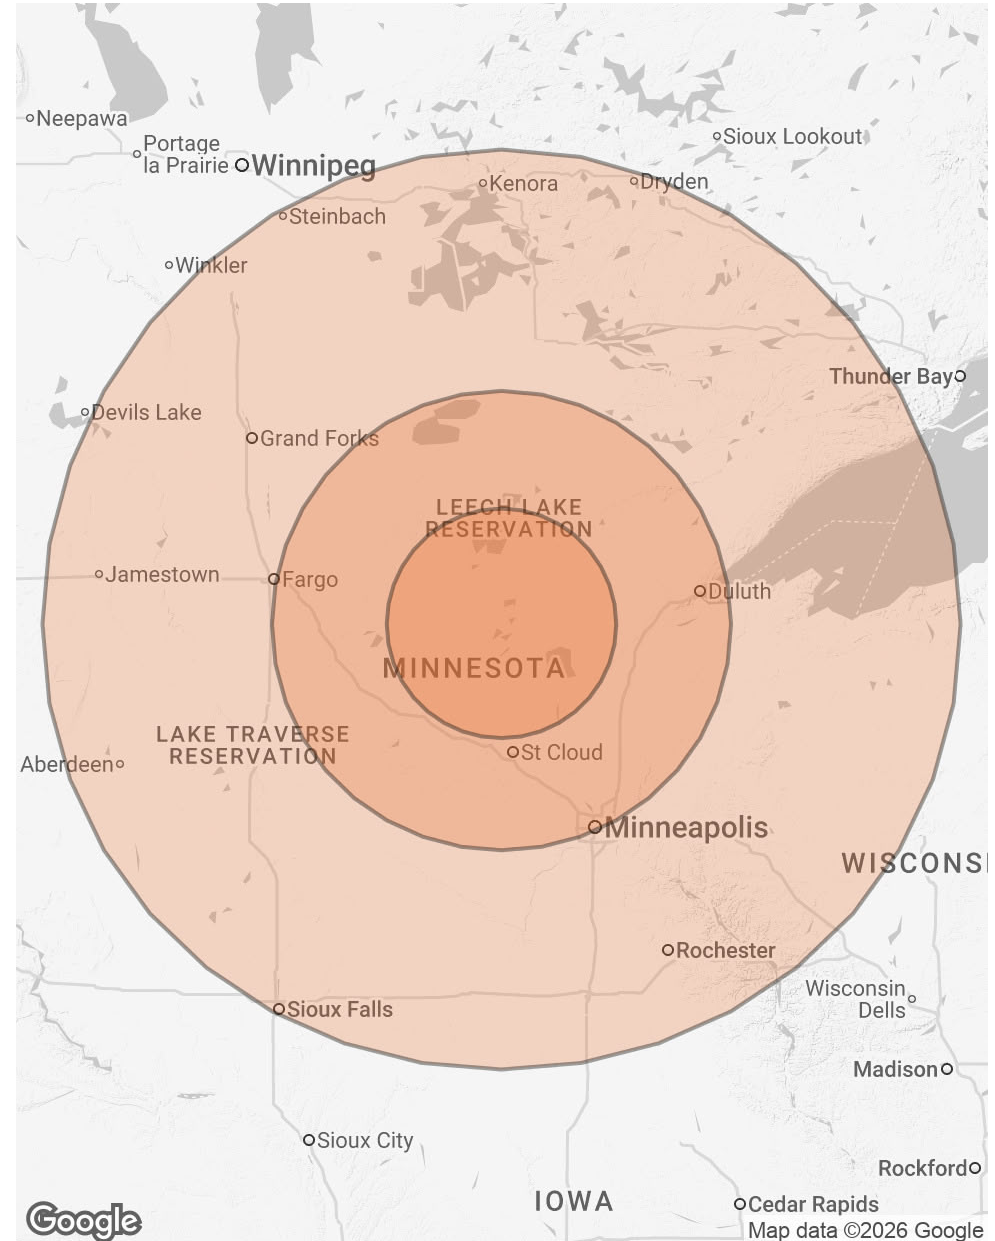 Neepawa
Portage
la Prairie
Winnipeg
Sioux Lookout
Kenora
Dryden
Steinbach
Winkler
Thunder Bay
Devils Lake
Grand Forks
LEECH LAKE
RESERVATION
Jamestown
Fargo
Duluth
MINNESOTA
LAKE TRAVERSE
RESERVATION
St Cloud
Aberdeen
Minneapolis
WISCONSI
Rochester
Wisconsin
Dells
Sioux Falls
Madison
Sioux City
Rockford
IOWA
Cedar Rapids
Google
Map data ©2026 Google